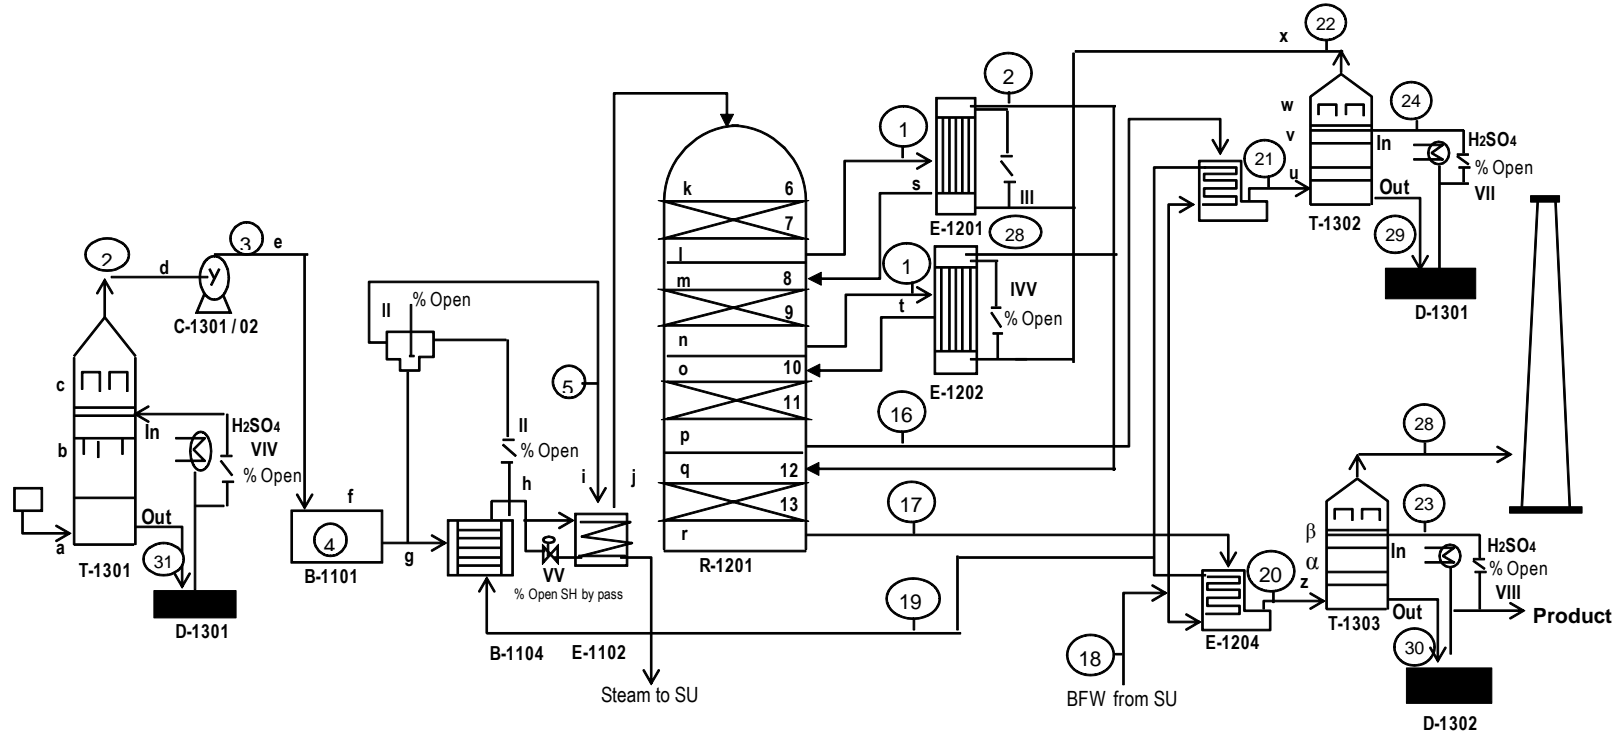 x
22
2
w
24
1
v
H2SO4
In
% Open
21
u
VII
k
6
s
III
Out
7
E-1201
28
T-1302
l
1
29
3
e
2
d
m
8
IVV
% Open
II
t
9
D-1301
C-1301 / 02
n
% Open
o
10
5
E-1202
c
11
16
28
In
H2SO4
VIV
% Open
II
% Open
p
b
q
12
h
i
j
f
13
17
23
Out
β
In
H2SO4
% Open
4
r
a
31
T-1301
B-1101
g
VV
R-1201
α
20
z
VIII
% Open SH by pass
19
Out
T-1303
Product
D-1301
B-1104
E-1102
18
E-1204
30
Steam to SU
BFW from SU
D-1302